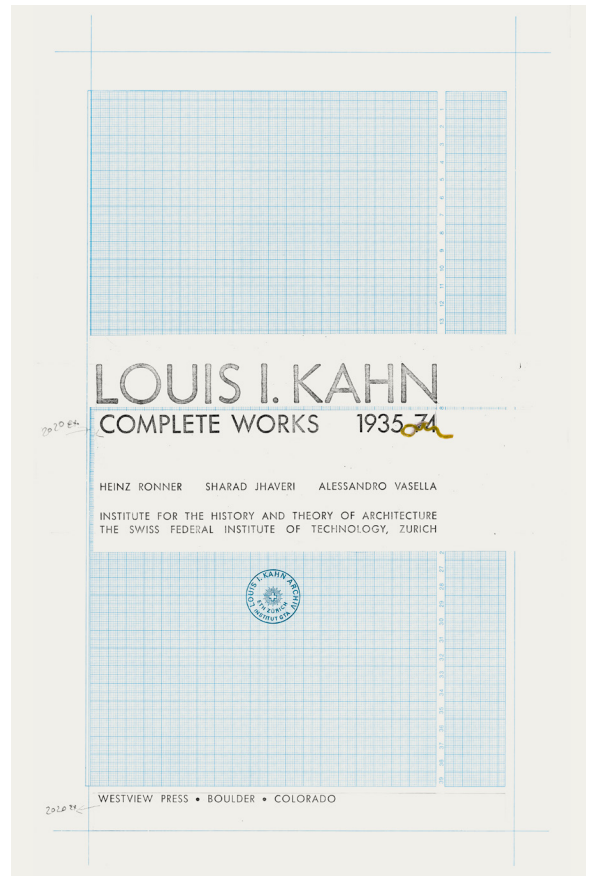 LOUIS I. KAHN
COMPLETE WORKS 1935 74
HEINZ RONNER SHARAD JHAVERI ALESSANDRO VASELLA
INSTITUTE FOR THE HISTORY AND THEORY OF ARCHITECTURE
THE SWISS FEDERAL INSTITUTE OF TECHNOLOGY, ZURICH
LOUIS I. KAHN ARCHIV
ETH ZÜRICH
INSTITUT GTA
WESTVIEW PRESS • BOULDER • COLORADO